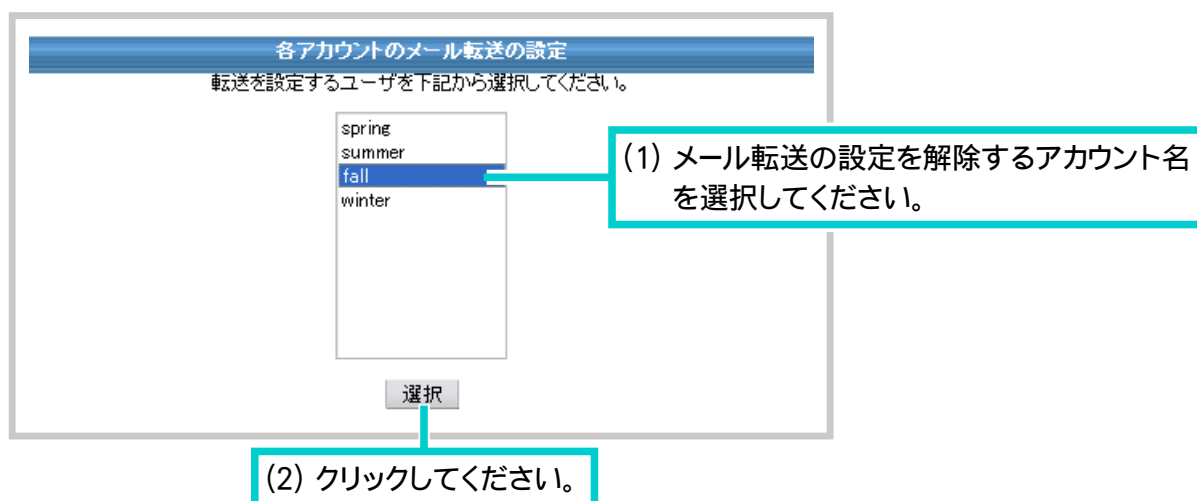 各アカウントのメール転送の設定
転送を設定するユーザを下記から選択してください。
spring
summer
fall
winter
(1) メール転送の設定を解除するアカウント名
を選択してください。
選択
(2) クリックしてください。